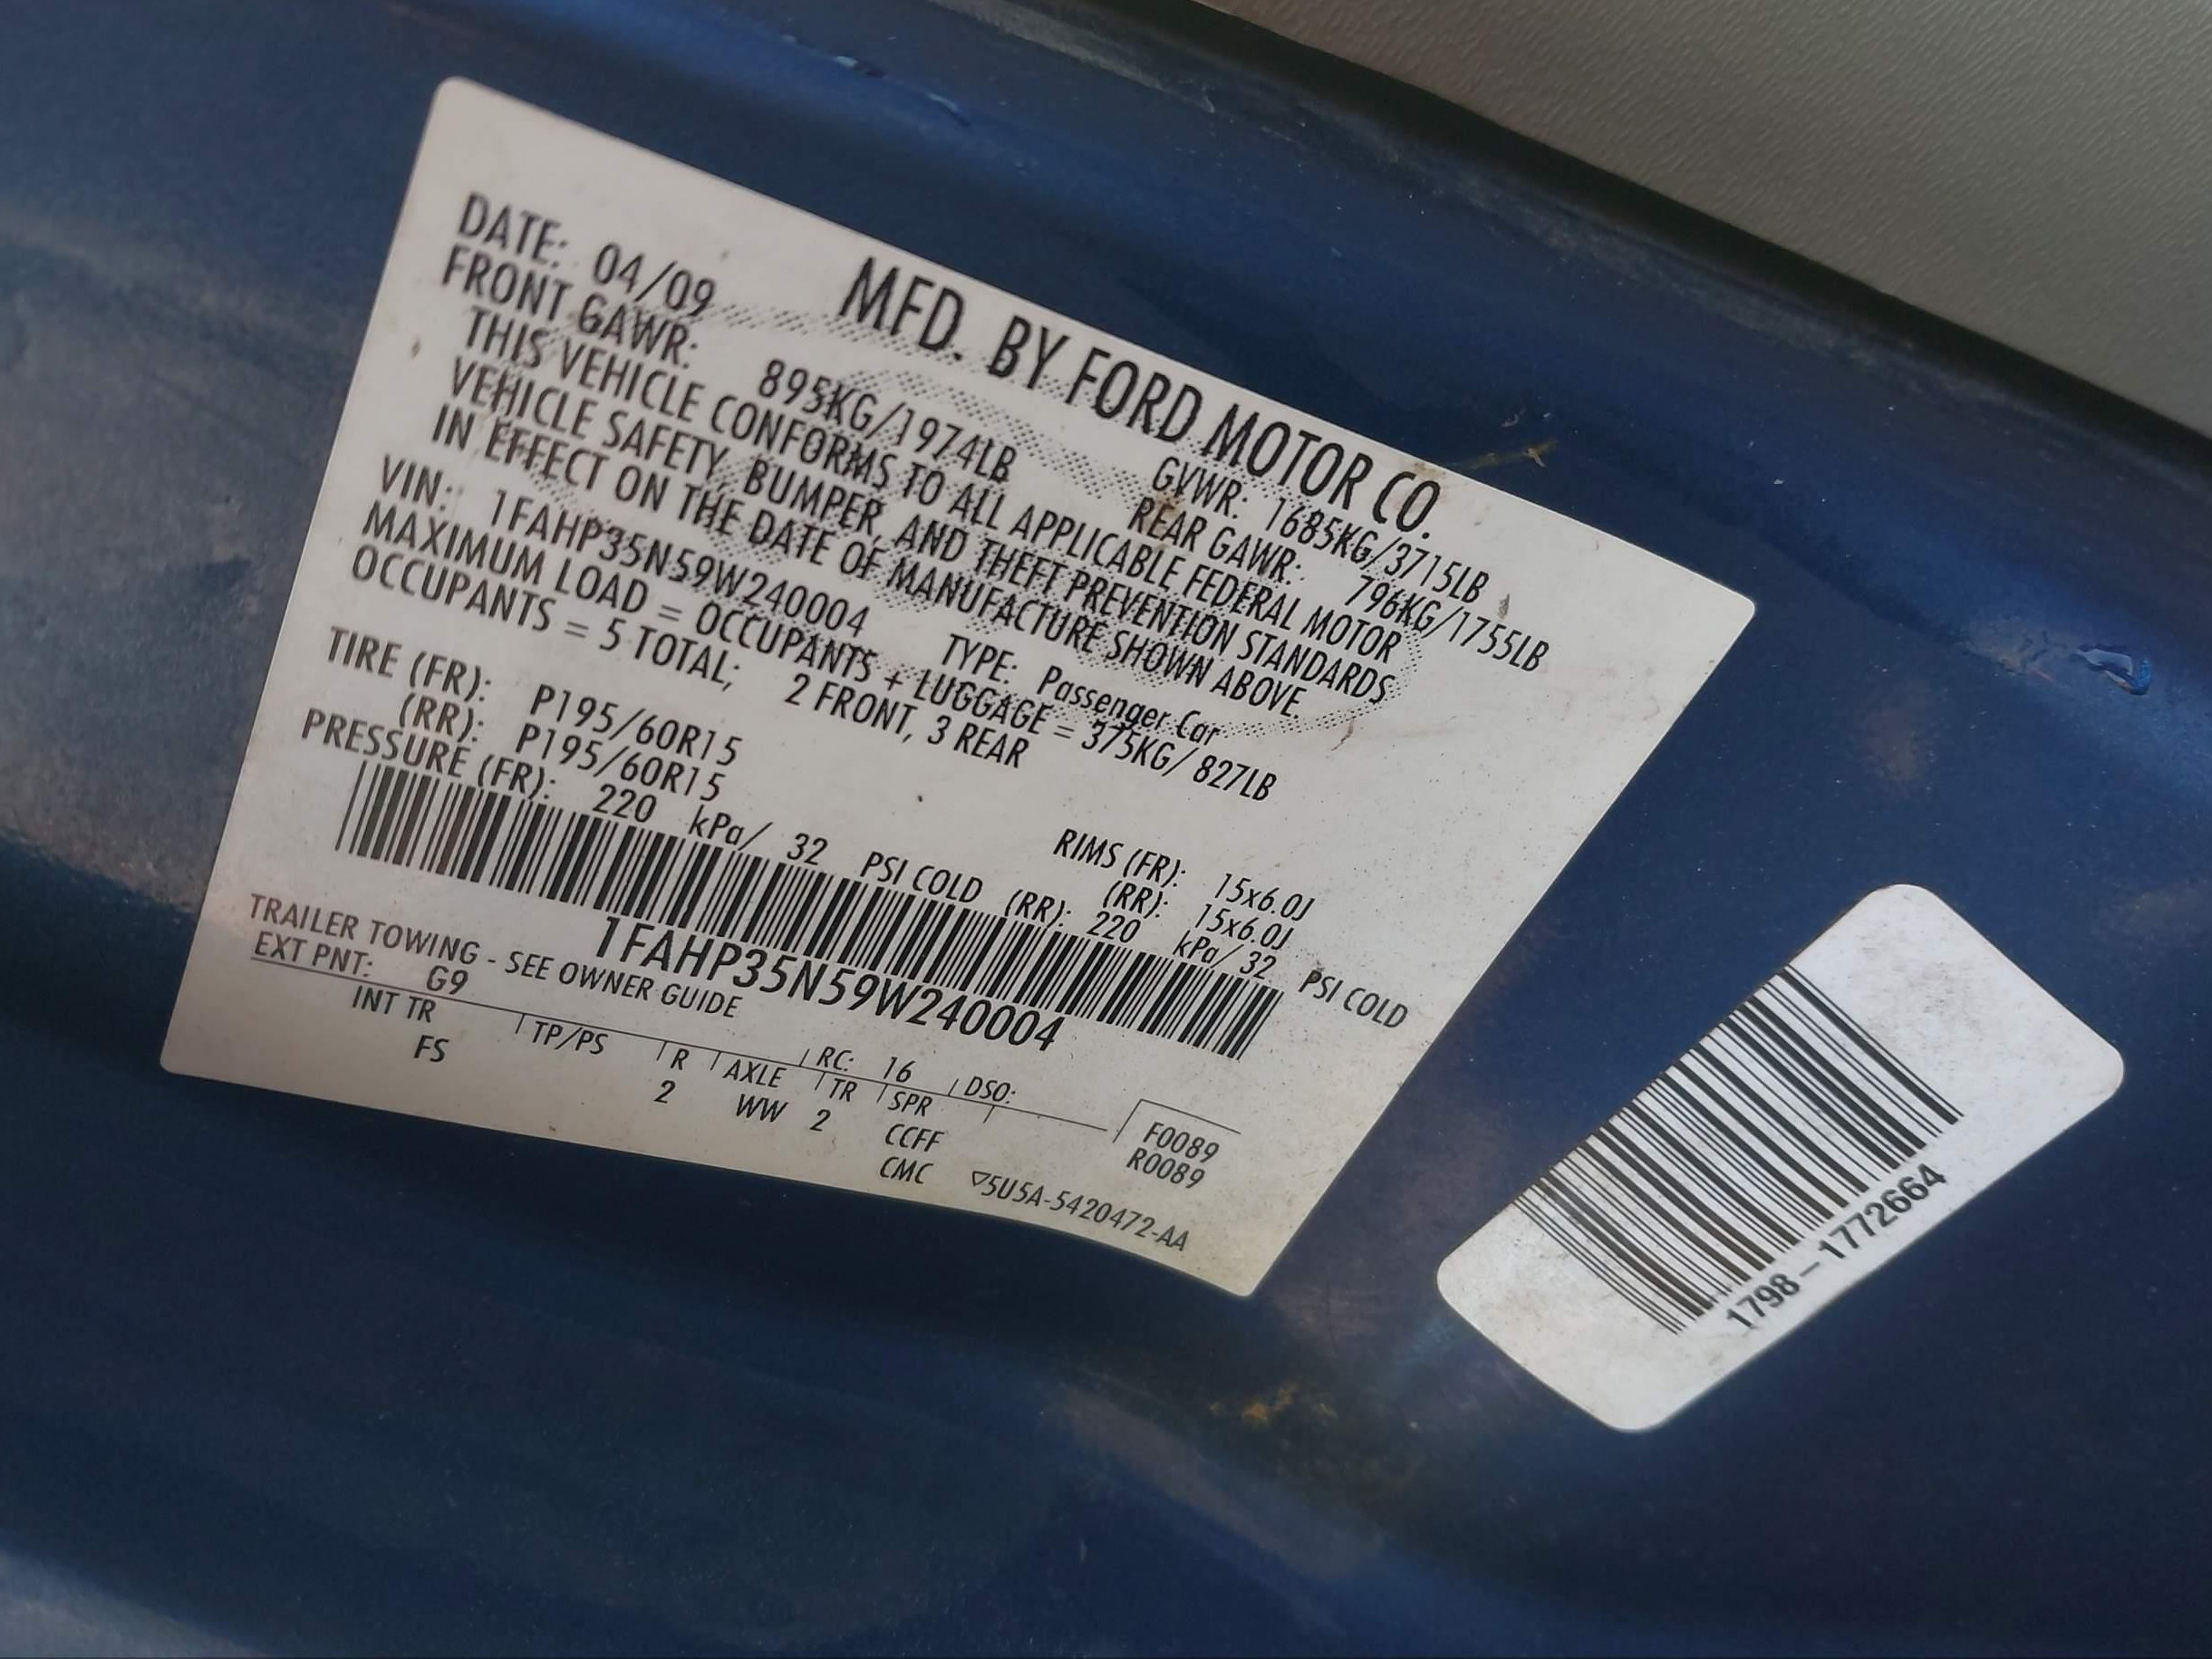 MFD. BY FORD MOTOR CO.
DATE: 04/09 GVWR: 1685KG/3715LB
FRONT GAWR: 895KG/1974LB REAR GAWR: 796KG/1755LB
THIS VEHICLE CONFORMS TO ALL APPLICABLE FEDERAL MOTOR
VEHICLE SAFETY, BUMPER, AND THEFT PREVENTION STANDARDS
IN EFFECT ON THE DATE OF MANUFACTURE SHOWN ABOVE.
VIN: 1FAHP35N59W240004 TYPE: Passenger Car
MAXIMUM LOAD = OCCUPANTS + LUGGAGE = 375KG/ 827LB
OCCUPANTS = 5 TOTAL; 2 FRONT, 3 REAR
TIRE (FR): P195/60R15 RIMS (FR): 15x6.0J
(RR): P195/60R15 (RR): 15x6.0J
PRESSURE (FR): 220 kPa/ 32 PSI COLD (RR): 220 kPa/ 32 PSI COLD
1FAHP35N59W240004
TRAILER TOWING - SEE OWNER GUIDE
EXT PNT: G9 RC: 16 DSO:
INT TR TP/PS R AXLE TR SPR F0089
FS 2 WW 2 CCFF R0089
CMC ▽5U5A-5420472-AA
1798-1772664